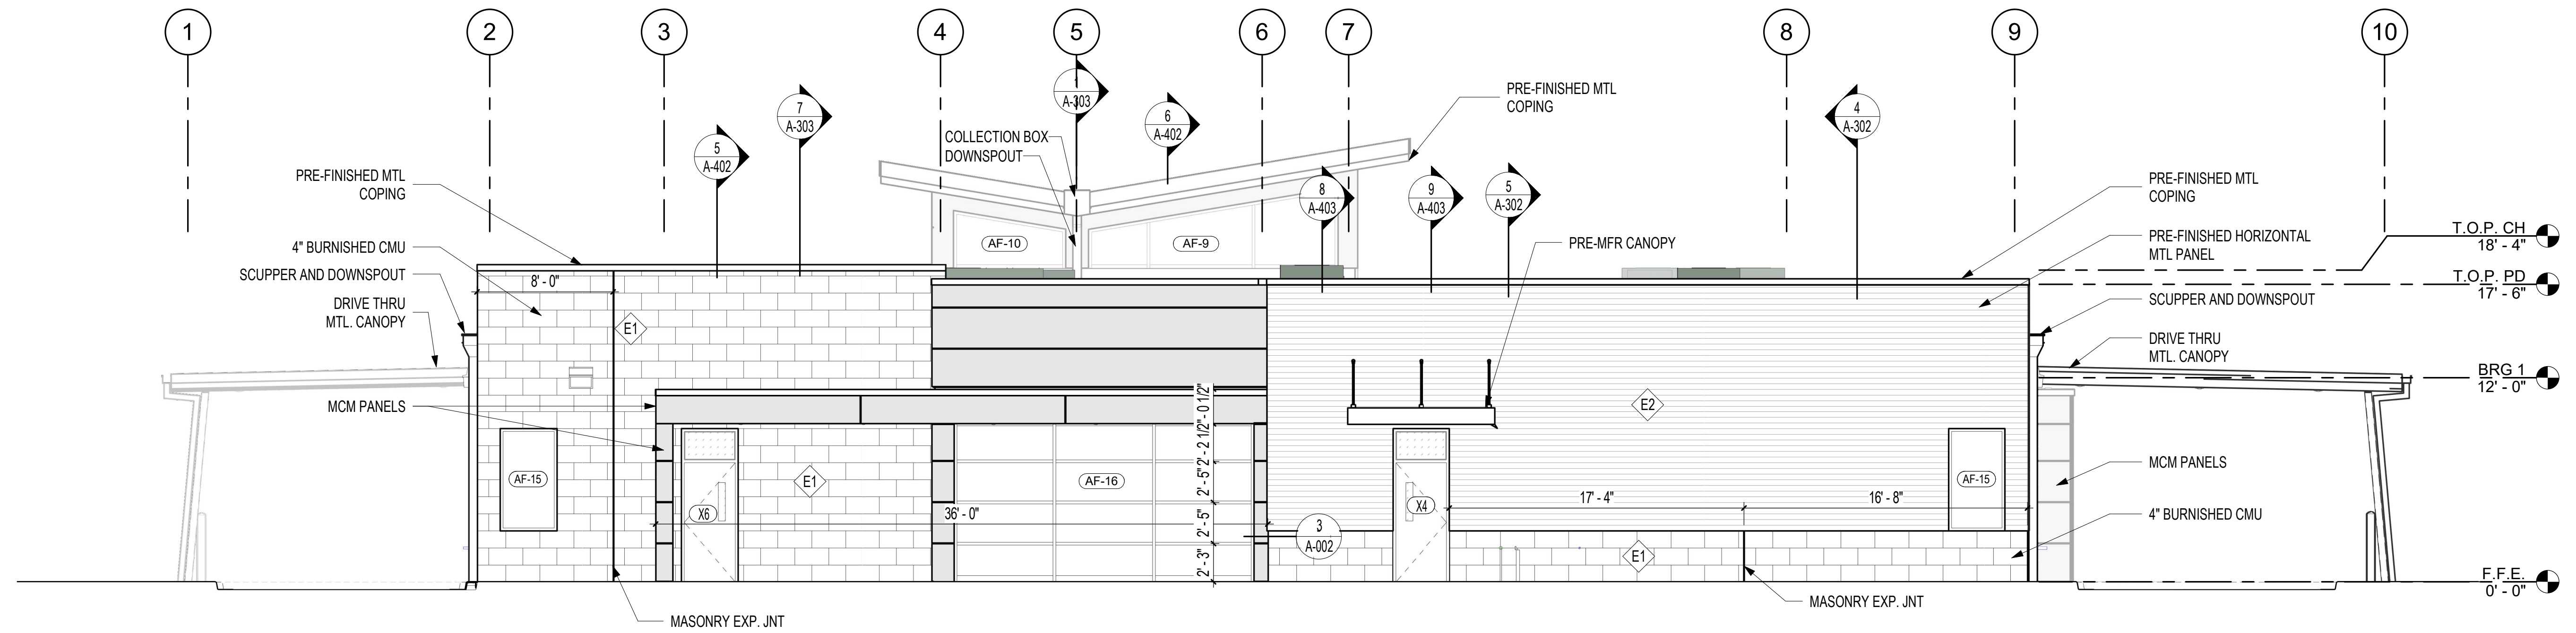 1
2
3
4
5
6
7
8
9
10
1
A-303
7
A-303
6
A-402
5
A-402
4
A-302
8
A-403
9
A-403
5
A-302
COLLECTION BOX
DOWNSPOUT
PRE-FINISHED MTL
COPING
PRE-FINISHED MTL
COPING
4" BURNISHED CMU
SCUPPER AND DOWNSPOUT
DRIVE THRU
MTL. CANOPY
MCM PANELS
8' - 0"
E1
AF-10
AF-9
PRE-MFR CANOPY
PRE-FINISHED MTL
COPING
PRE-FINISHED HORIZONTAL
MTL PANEL
SCUPPER AND DOWNSPOUT
DRIVE THRU
MTL. CANOPY
T.O.P. CH
18' - 4"
T.O.P. PD
17' - 6"
BRG 1
12' - 0"
E2
AF-15
X6
E1
AF-16
36' - 0"
2' - 0 1/2"
2' - 2 1/2"
2' - 5"
2' - 5"
2' - 3"
3
A-002
X4
17' - 4"
16' - 8"
AF-15
E1
MCM PANELS
4" BURNISHED CMU
F.F.E.
0' - 0"
MASONRY EXP. JNT
MASONRY EXP. JNT